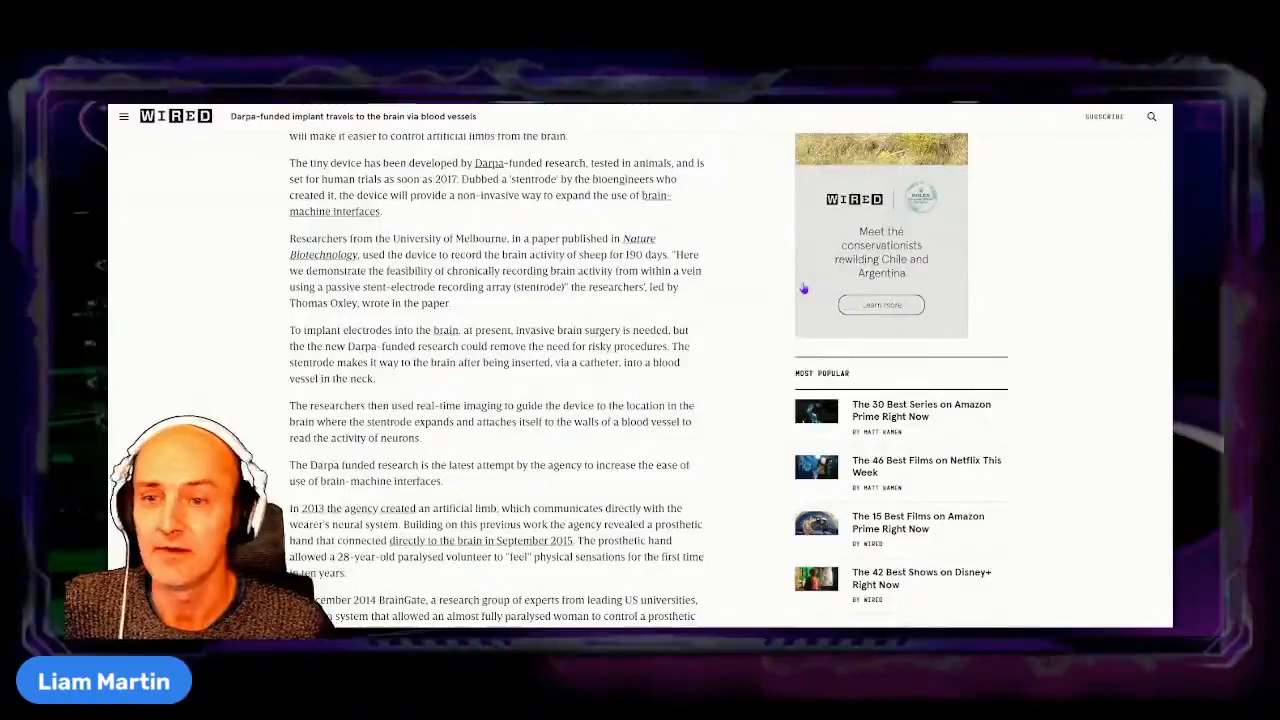 WIRED
Darpa-funded implant travels to the brain via blood vessels
SUBSCRIBE
will make it easier to control artificial limbs from the brain.
The tiny device has been developed by Darpa-funded research, tested in animals, and is
set for human trials as soon as 2017. Dubbed a 'stentrode' by the bioengineers who
created it, the device will provide a non-invasive way to expand the use of brain-
machine interfaces.
Researchers from the University of Melbourne, in a paper published in Nature
Biotechnology, used the device to record the brain activity of sheep for 190 days. "Here
we demonstrate the feasibility of chronically recording brain activity from within a vein
using a passive stent-electrode recording array (stentrode)" the researchers', led by
Thomas Oxley, wrote in the paper.
To implant electrodes into the brain, at present, invasive brain surgery is needed, but
the the new Darpa-funded research could remove the need for risky procedures. The
stentrode makes it way to the brain after being inserted, via a catheter, into a blood
vessel in the neck.
The researchers then used real-time imaging to guide the device to the location in the
brain where the stentrode expands and attaches itself to the walls of a blood vessel to
read the activity of neurons.
The Darpa funded research is the latest attempt by the agency to increase the ease of
use of brain-machine interfaces.
In 2013 the agency created an artificial limb, which communicates directly with the
wearer's neural system. Building on this previous work the agency revealed a prosthetic
hand that connected directly to the brain in September 2015. The prosthetic hand
allowed a 28-year-old paralysed volunteer to "feel" physical sensations for the first time
ten years.
2014 BrainGate, a research group of experts from leading US universities,
system that allowed an almost fully paralysed woman to control a prosthetic
WIRED
ROLEX
Meet the
conservationists
rewilding Chile and
Argentina.
Learn more
MOST POPULAR
The 30 Best Series on Amazon
Prime Right Now
BY MATT KAMEN
The 46 Best Films on Netflix This
Week
BY MATT KAMEN
The 15 Best Films on Amazon
Prime Right Now
BY WIRED
The 42 Best Shows on Disney+
Right Now
BY WIRED
Liam Martin